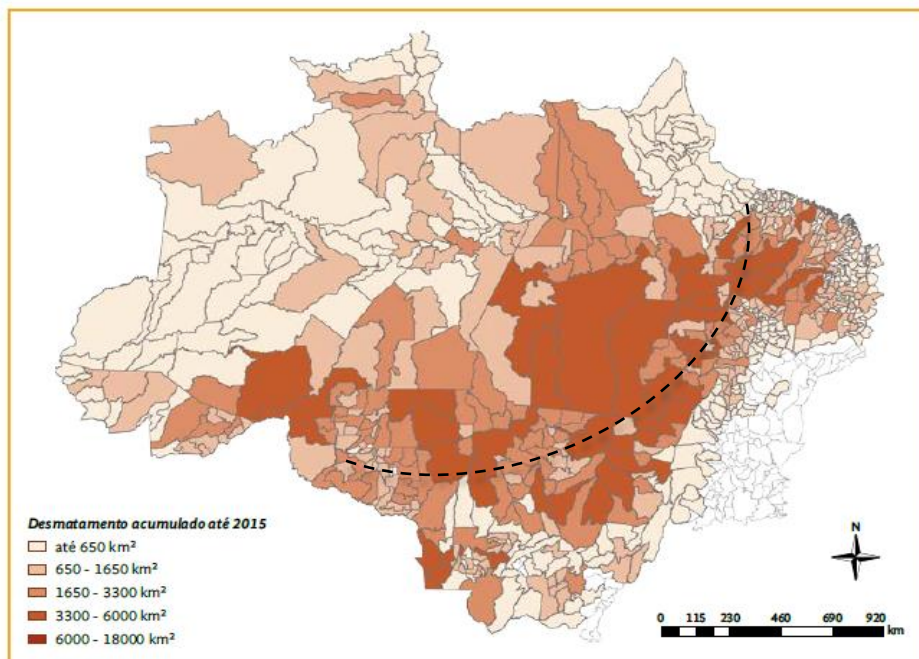 Desmatamento acumulado até 2015
até 650 km²
650 - 1650 km²
1650 - 3300 km²
3300 - 6000 km²
6000 - 18000 km²
N
0 115 230 460 690 920
km